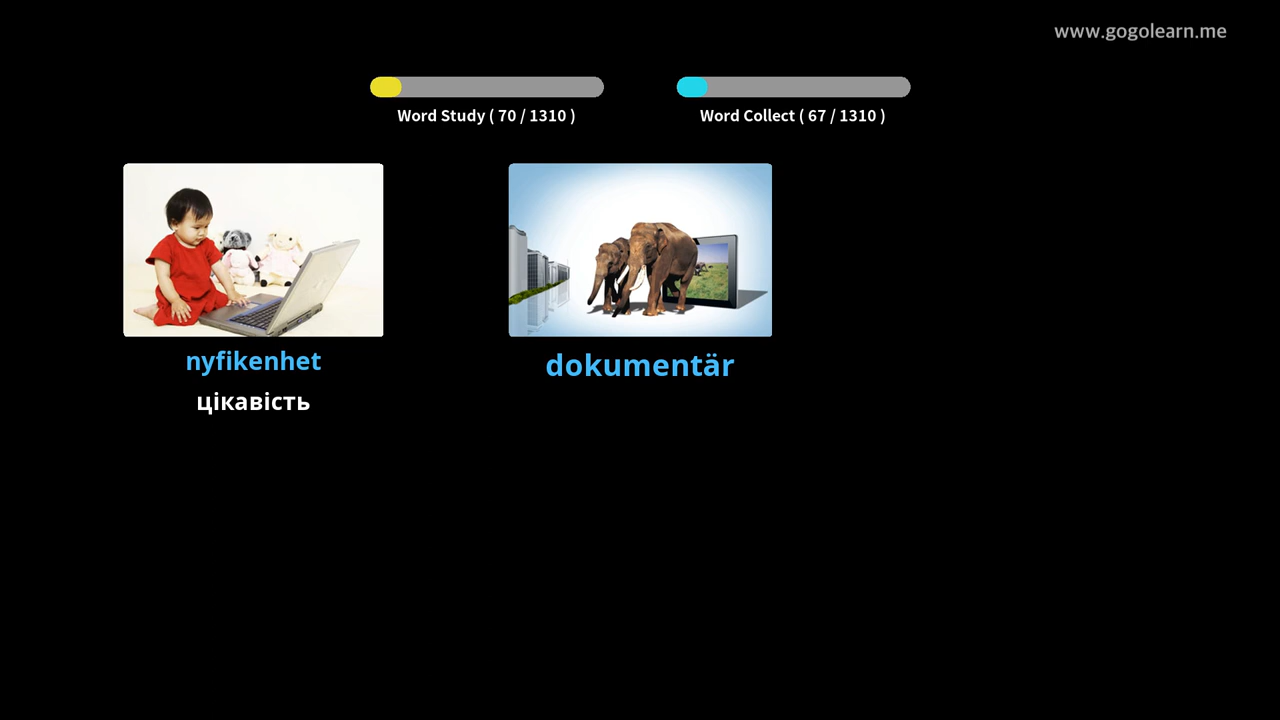 www.gogolearn.me
Word Study ( 70 / 1310 )
Word Collect ( 67 / 1310 )
nyfikenhet
цікавість
dokumentär